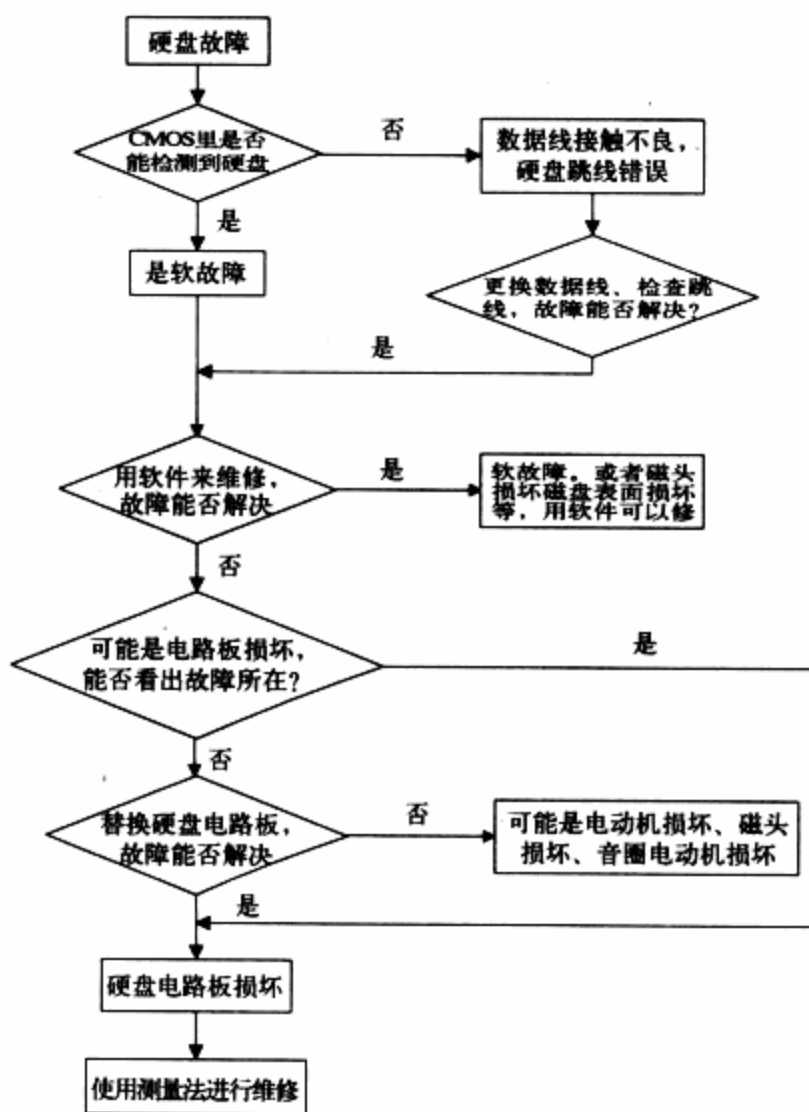 硬盘故障
CMOS里是否
能检测到硬盘
否
数据线接触不良,
硬盘跳线错误
是
是软故障
更换数据线、检查跳
线,故障能否解决?
是
用软件来维修,
故障能否解决
是
软故障。或者磁头
损坏磁盘表面损坏
等,用软件可以修
否
可能是电路板损坏,
能否看出故障所在?
是
否
替换硬盘电路板,
故障能否解决
否
可能是电动机损坏、磁头
损坏、音圈电动机损坏
是
硬盘电路板损坏
使用测量法进行维修